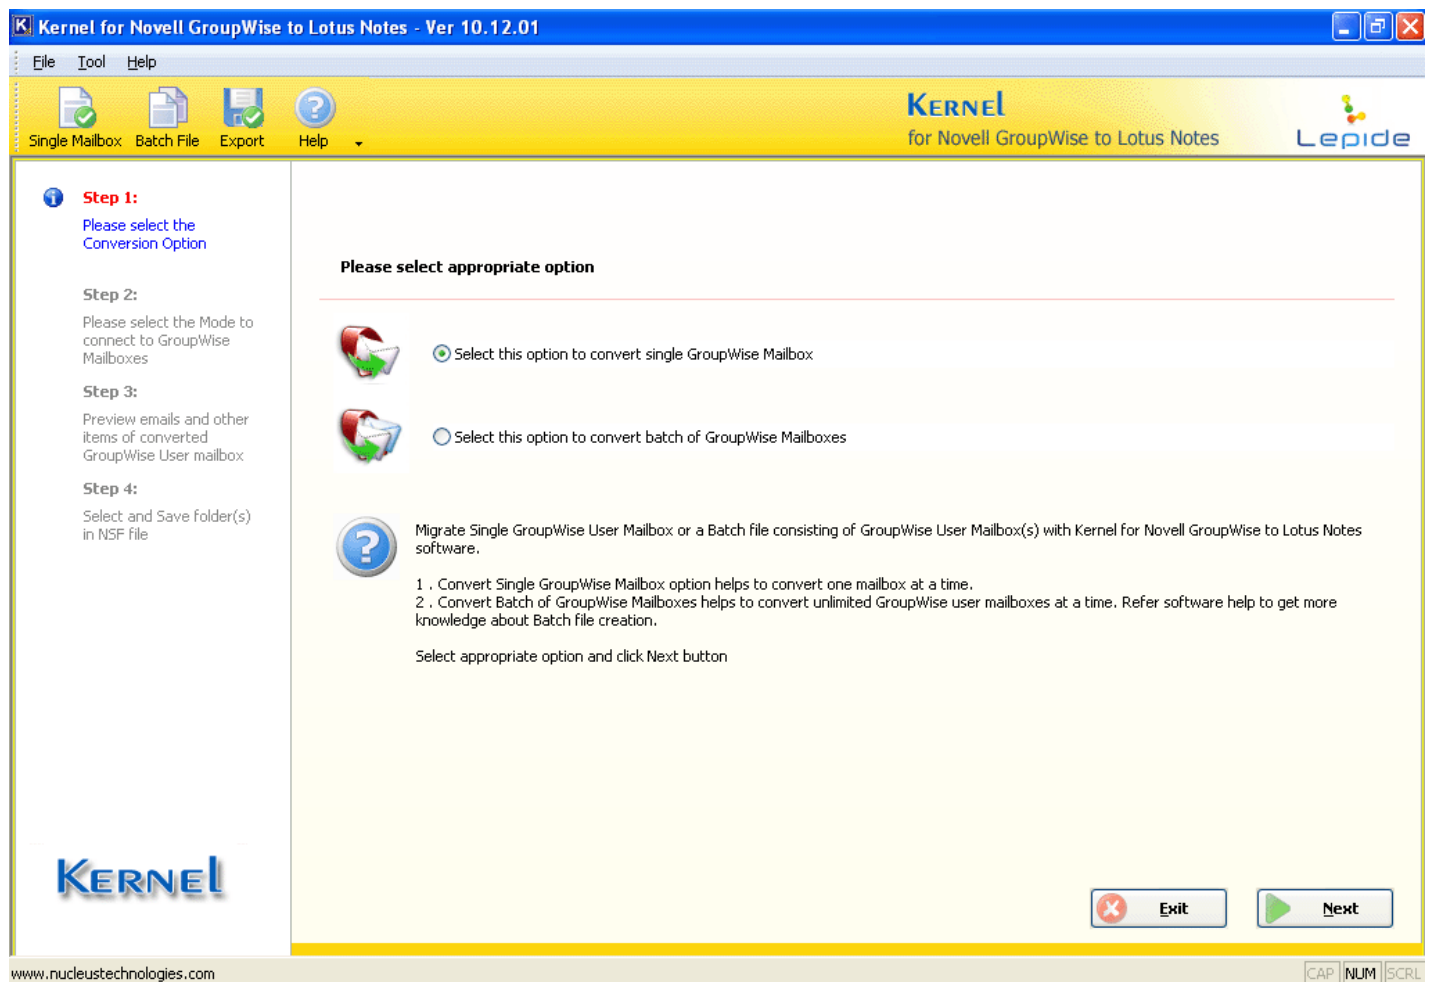 Kernel for Novell GroupWise to Lotus Notes - Ver 10.12.01
File Tool Help
Single Mailbox Batch File Export Help
KERNEl
for Novell GroupWise to Lotus Notes
Lepide
Step 1:
Please select the
Conversion Option
Step 2:
Please select the Mode to
connect to GroupWise
Mailboxes
Step 3:
Preview emails and other
items of converted
GroupWise User mailbox
Step 4:
Select and Save folder(s)
in NSF file
KERNEl
Please select appropriate option
Select this option to convert single GroupWise Mailbox
Select this option to convert batch of GroupWise Mailboxes
Migrate Single GroupWise User Mailbox or a Batch file consisting of GroupWise User Mailbox(s) with Kernel for Novell GroupWise to Lotus Notes
software.
1 . Convert Single GroupWise Mailbox option helps to convert one mailbox at a time.
2 . Convert Batch of GroupWise Mailboxes helps to convert unlimited GroupWise user mailboxes at a time. Refer software help to get more
knowledge about Batch file creation.
Select appropriate option and click Next button
Exit Next
www.nucleustechnologies.com
CAP NUM SCRL